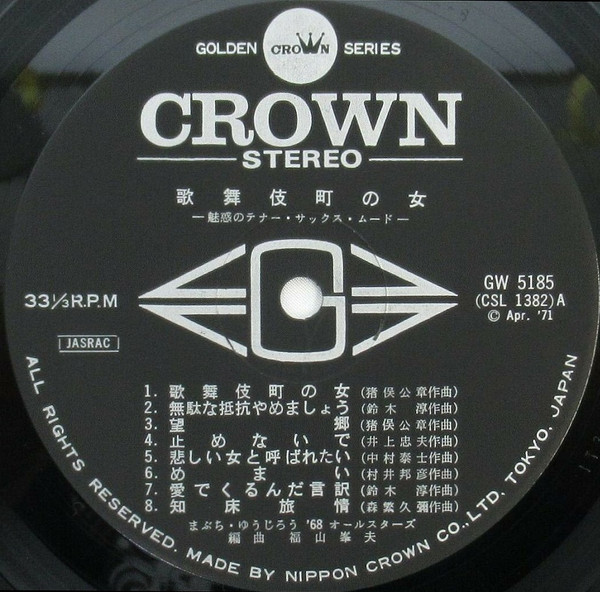 GOLDEN CROWN SERIES
CROWN
STEREO
歌舞伎町の女
—魅惑のテナー・サックス・ムード—
33⅓R.P.M
G
GW 5185
(CSL 1382)A
© Apr. '71
JASRAC
1. 歌舞伎町の女 (猪俣公章作曲)
2. 無駄な抵抗やめましょう (鈴木淳作曲)
3. 望郷 (猪俣公章作曲)
4. 止めないで (井上忠夫作曲)
5. 悲しい女と呼ばれたい (中村泰士作曲)
6. めまい (村井邦彦作曲)
7. 愛でくるんだ言訳 (鈴木淳作曲)
8. 知床旅情 (森繁久彌作曲)
まぶち・ゆうじろう '68 オールスターズ
編曲 福山峯夫
ALL RIGHTS RESERVED. MADE BY NIPPON CROWN CO., LTD. TOKYO, JAPAN